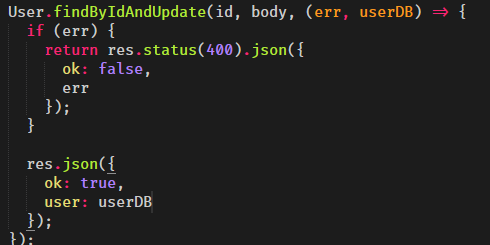 User.findByIdAndUpdate(id, body, (err, userDB) => {
  if (err) {
    return res.status(400).json({
      ok: false,
      err
    });
  }

  res.json({
    ok: true,
    user: userDB
  });
});